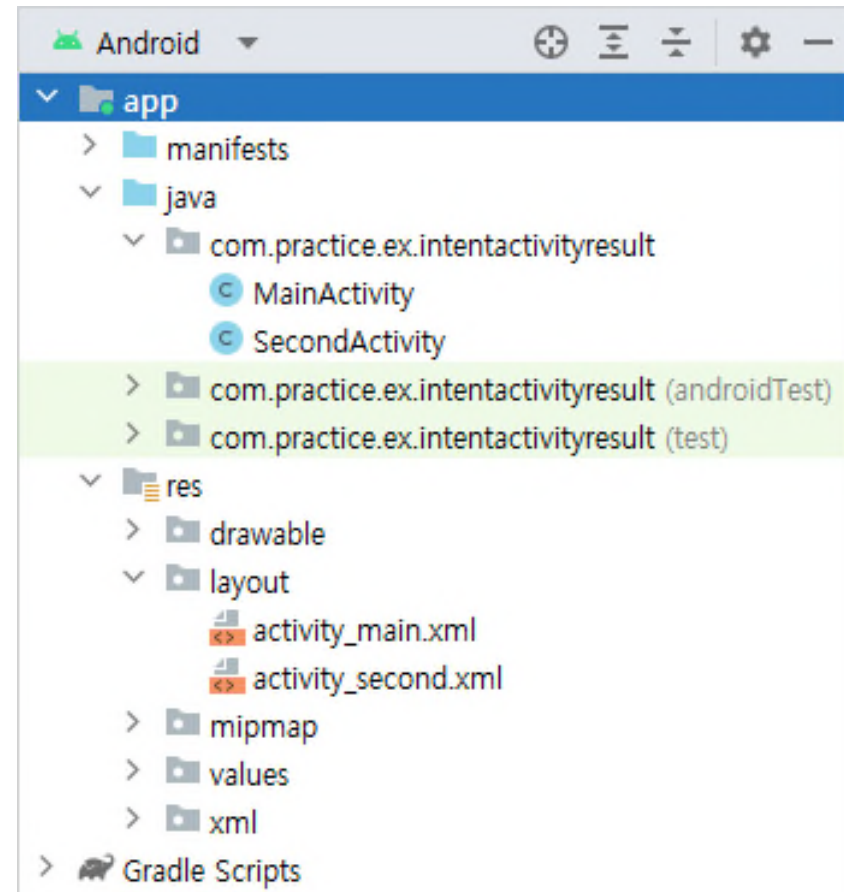 Android
app
manifests
java
com.practice.ex.intentactivityresult
C MainActivity
C SecondActivity
com.practice.ex.intentactivityresult (androidTest)
com.practice.ex.intentactivityresult (test)
res
drawable
layout
activity_main.xml
activity_second.xml
mipmap
values
xml
Gradle Scripts